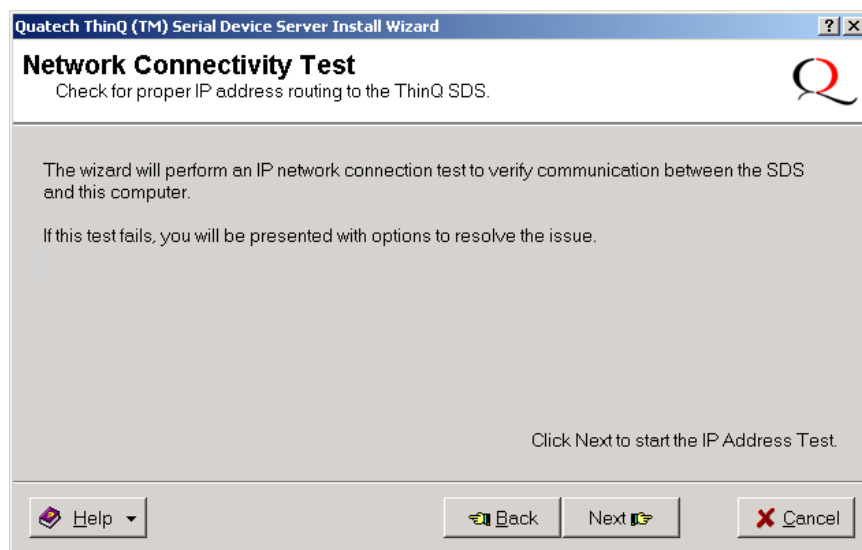 Quatech ThinQ (TM) Serial Device Server Install Wizard
Network Connectivity Test
Check for proper IP address routing to the ThinQ SDS.
The wizard will perform an IP network connection test to verify communication between the SDS
and this computer.
If this test fails, you will be presented with options to resolve the issue.
Click Next to start the IP Address Test.
Help
Back
Next
Cancel